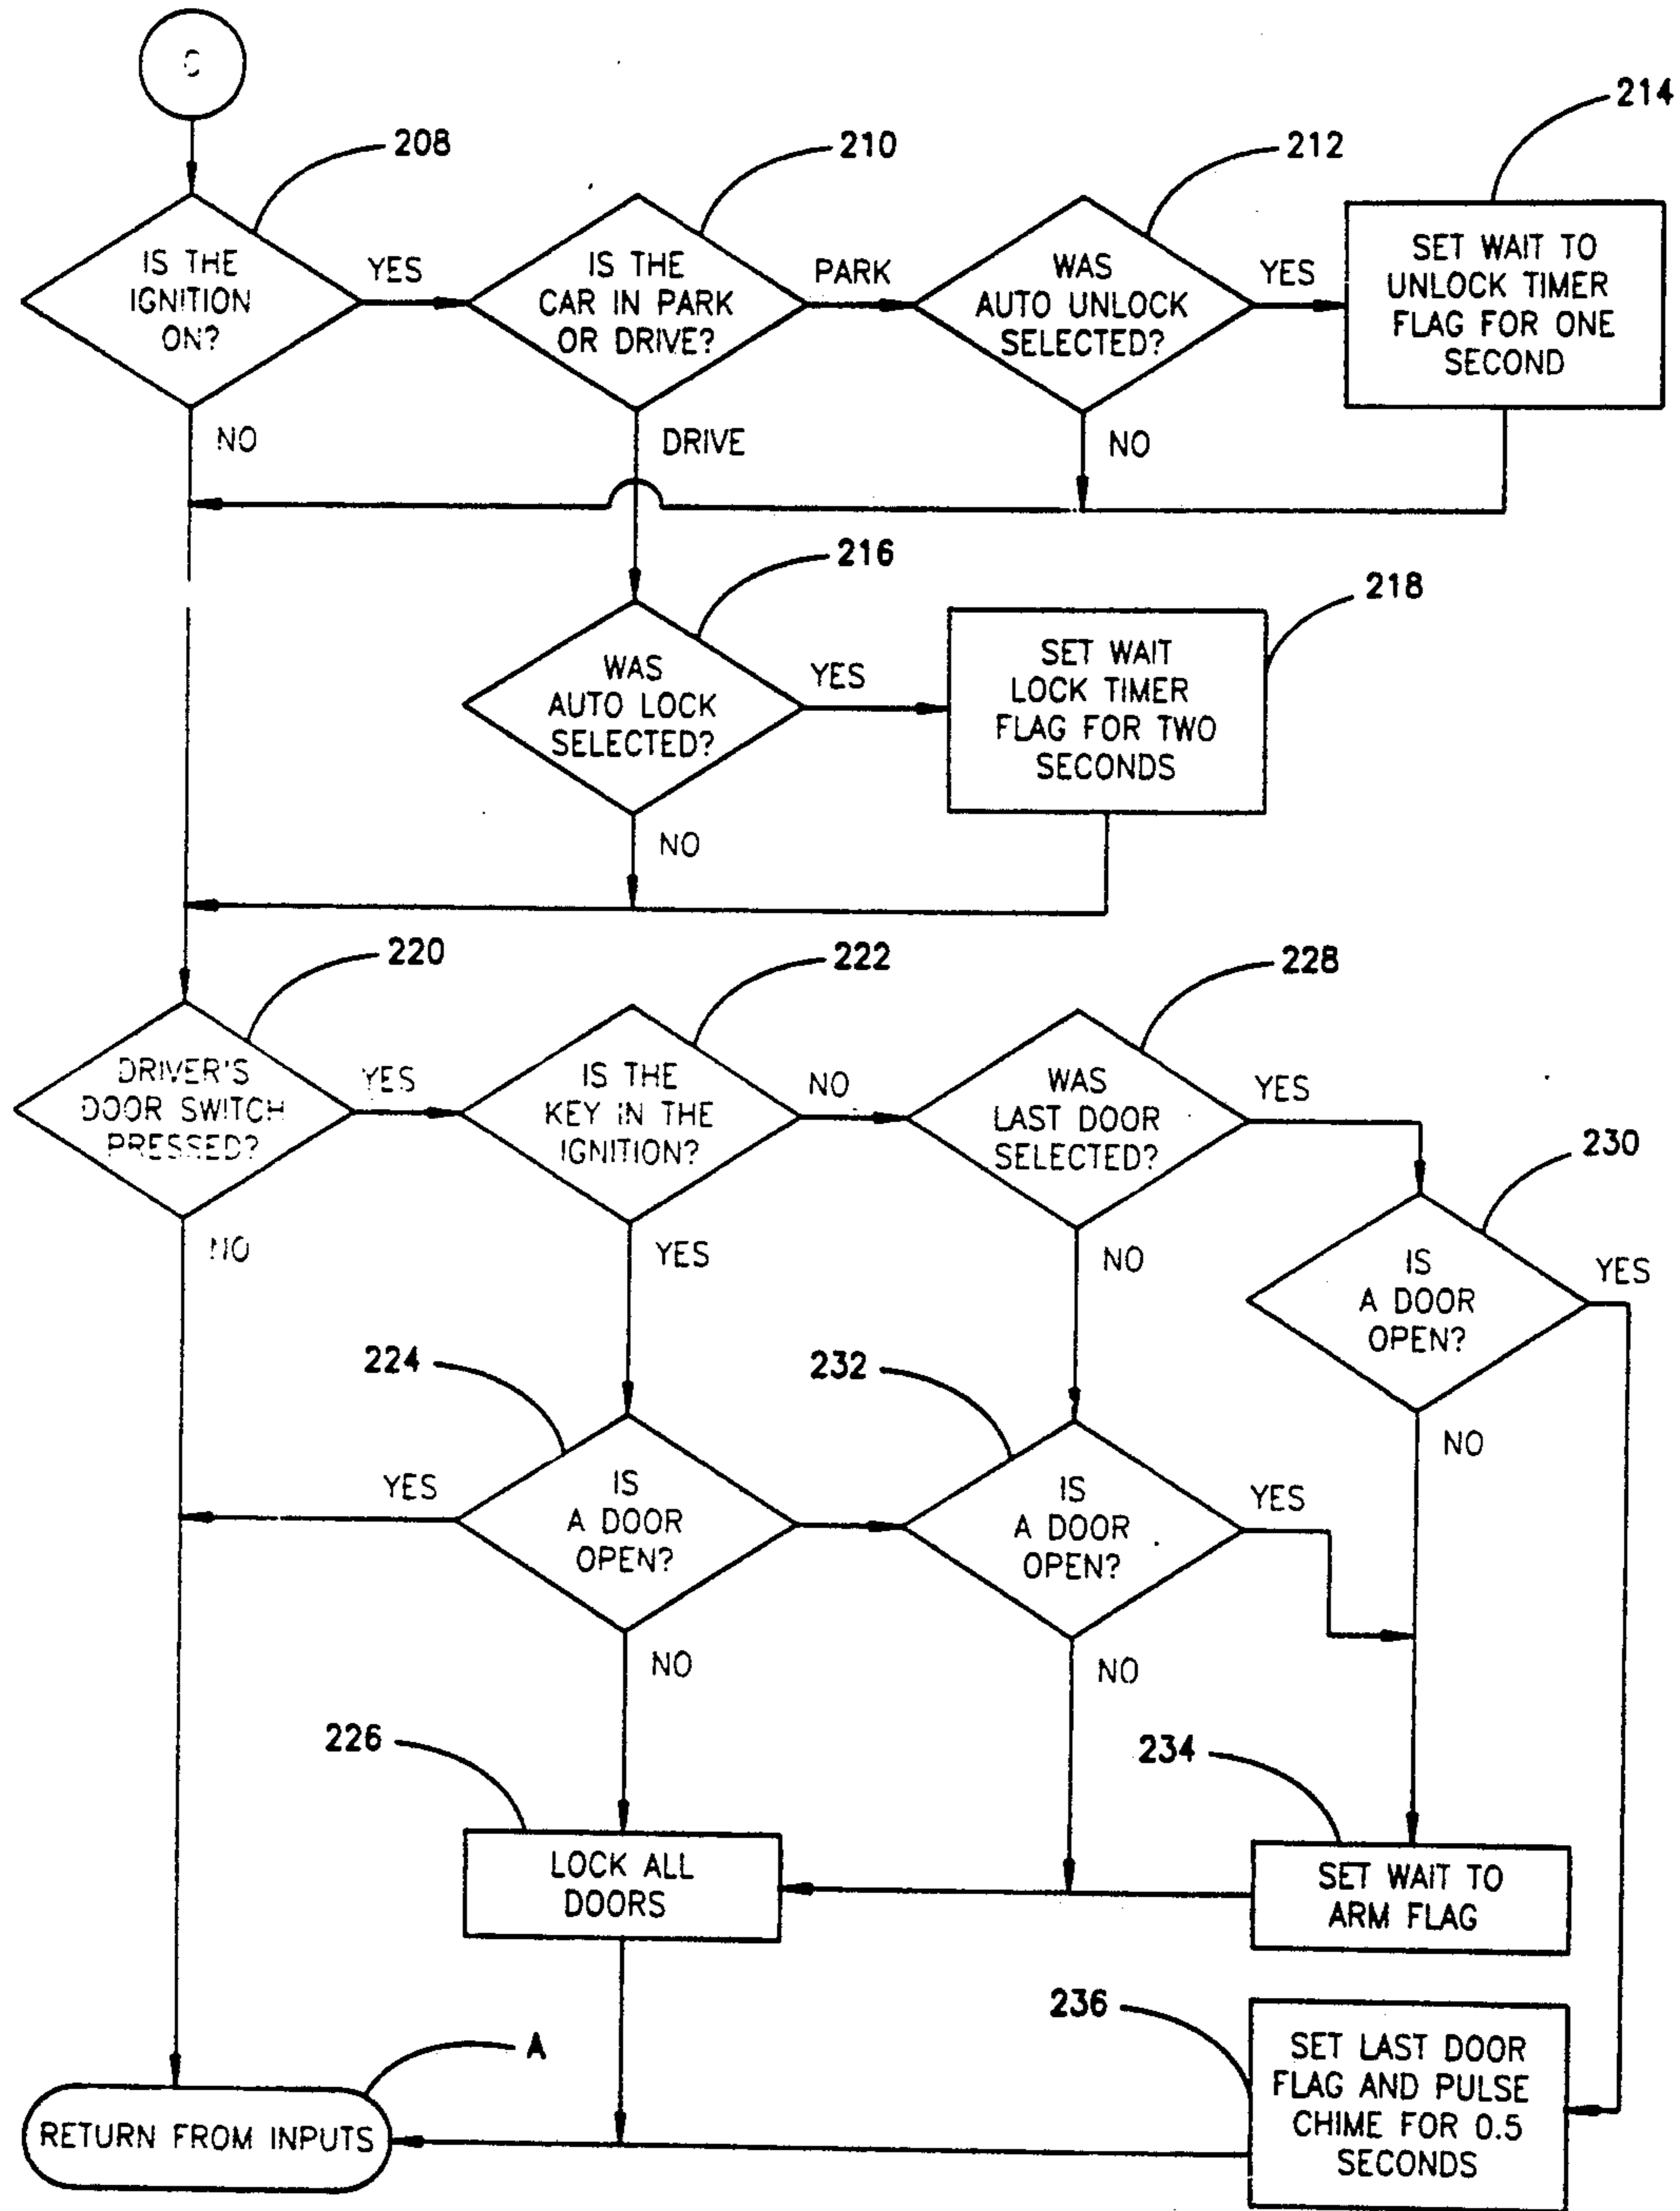 208
210
212
214
IS THE
IGNITION
ON?
YES
IS THE
CAR IN PARK
OR DRIVE?
PARK
WAS
AUTO UNLOCK
SELECTED?
YES
SET WAIT TO
UNLOCK TIMER
FLAG FOR ONE
SECOND
NO
DRIVE
NO
216
218
WAS
AUTO LOCK
SELECTED?
YES
SET WAIT
LOCK TIMER
FLAG FOR TWO
SECONDS
NO
220
222
228
DRIVER'S
DOOR SWITCH
PRESSED?
YES
IS THE
KEY IN THE
IGNITION?
NO
WAS
LAST DOOR
SELECTED?
YES
230
NO
YES
NO
IS
A DOOR
OPEN?
YES
NO
224
232
YES
IS
A DOOR
OPEN?
IS
A DOOR
OPEN?
YES
NO
NO
226
234
LOCK ALL
DOORS
SET WAIT TO
ARM FLAG
236
A
SET LAST DOOR
FLAG AND PULSE
CHIME FOR 0.5
SECONDS
RETURN FROM INPUTS